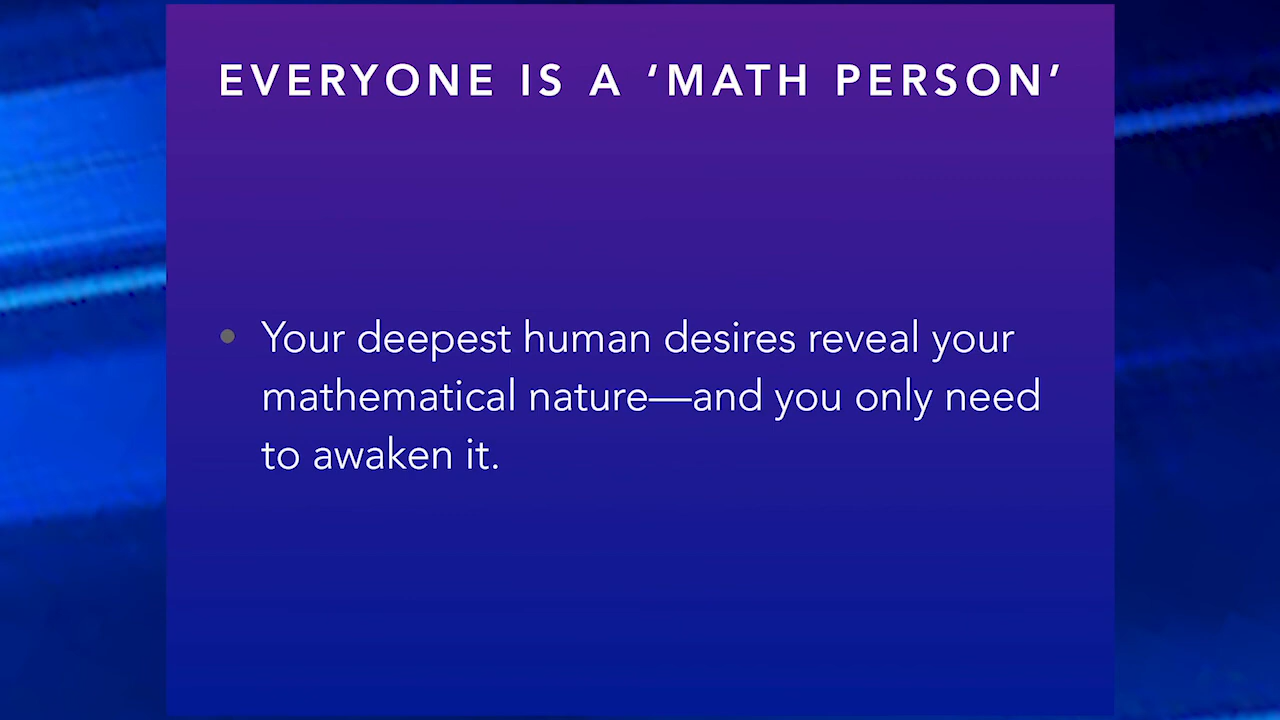 EVERYONE IS A ‘MATH PERSON’
• Your deepest human desires reveal your
mathematical nature—and you only need
to awaken it.